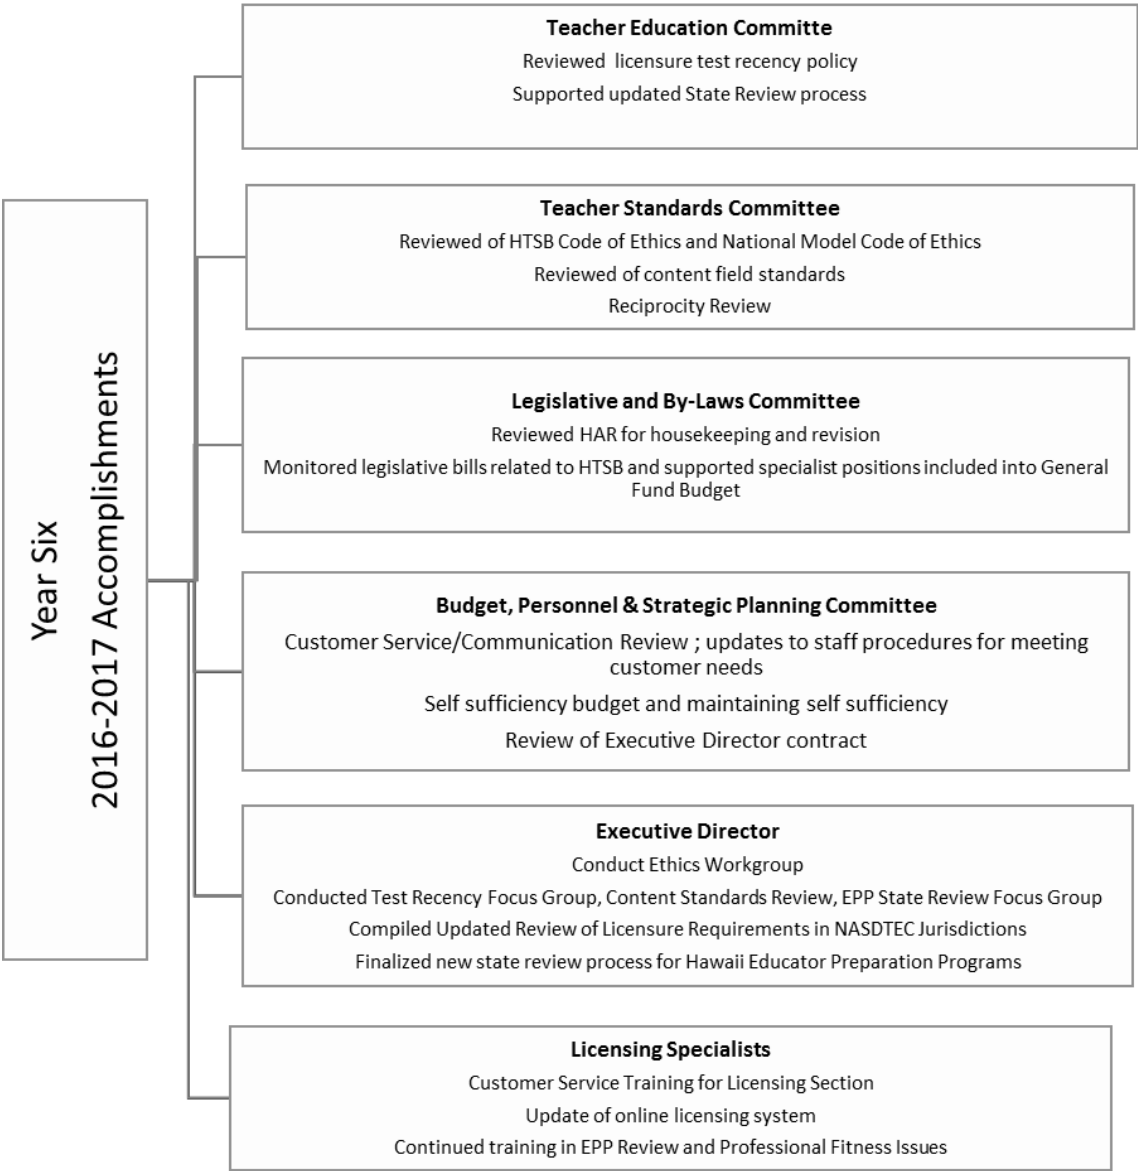 Year Six
2016-2017 Accomplishments
Teacher Education Committe
Reviewed licensure test recency policy
Supported updated State Review process
Teacher Standards Committee
Reviewed of HTSB Code of Ethics and National Model Code of Ethics
Reviewed of content field standards
Reciprocity Review
Legislative and By-Laws Committee
Reviewed HAR for housekeeping and revision
Monitored legislative bills related to HTSB and supported specialist positions included into General
Fund Budget
Budget, Personnel & Strategic Planning Committee
Customer Service/Communication Review ; updates to staff procedures for meeting
customer needs
Self sufficiency budget and maintaining self sufficiency
Review of Executive Director contract
Executive Director
Conduct Ethics Workgroup
Conducted Test Recency Focus Group, Content Standards Review, EPP State Review Focus Group
Compiled Updated Review of Licensure Requirements in NASDTEC Jurisdictions
Finalized new state review process for Hawaii Educator Preparation Programs
Licensing Specialists
Customer Service Training for Licensing Section
Update of online licensing system
Continued training in EPP Review and Professional Fitness Issues